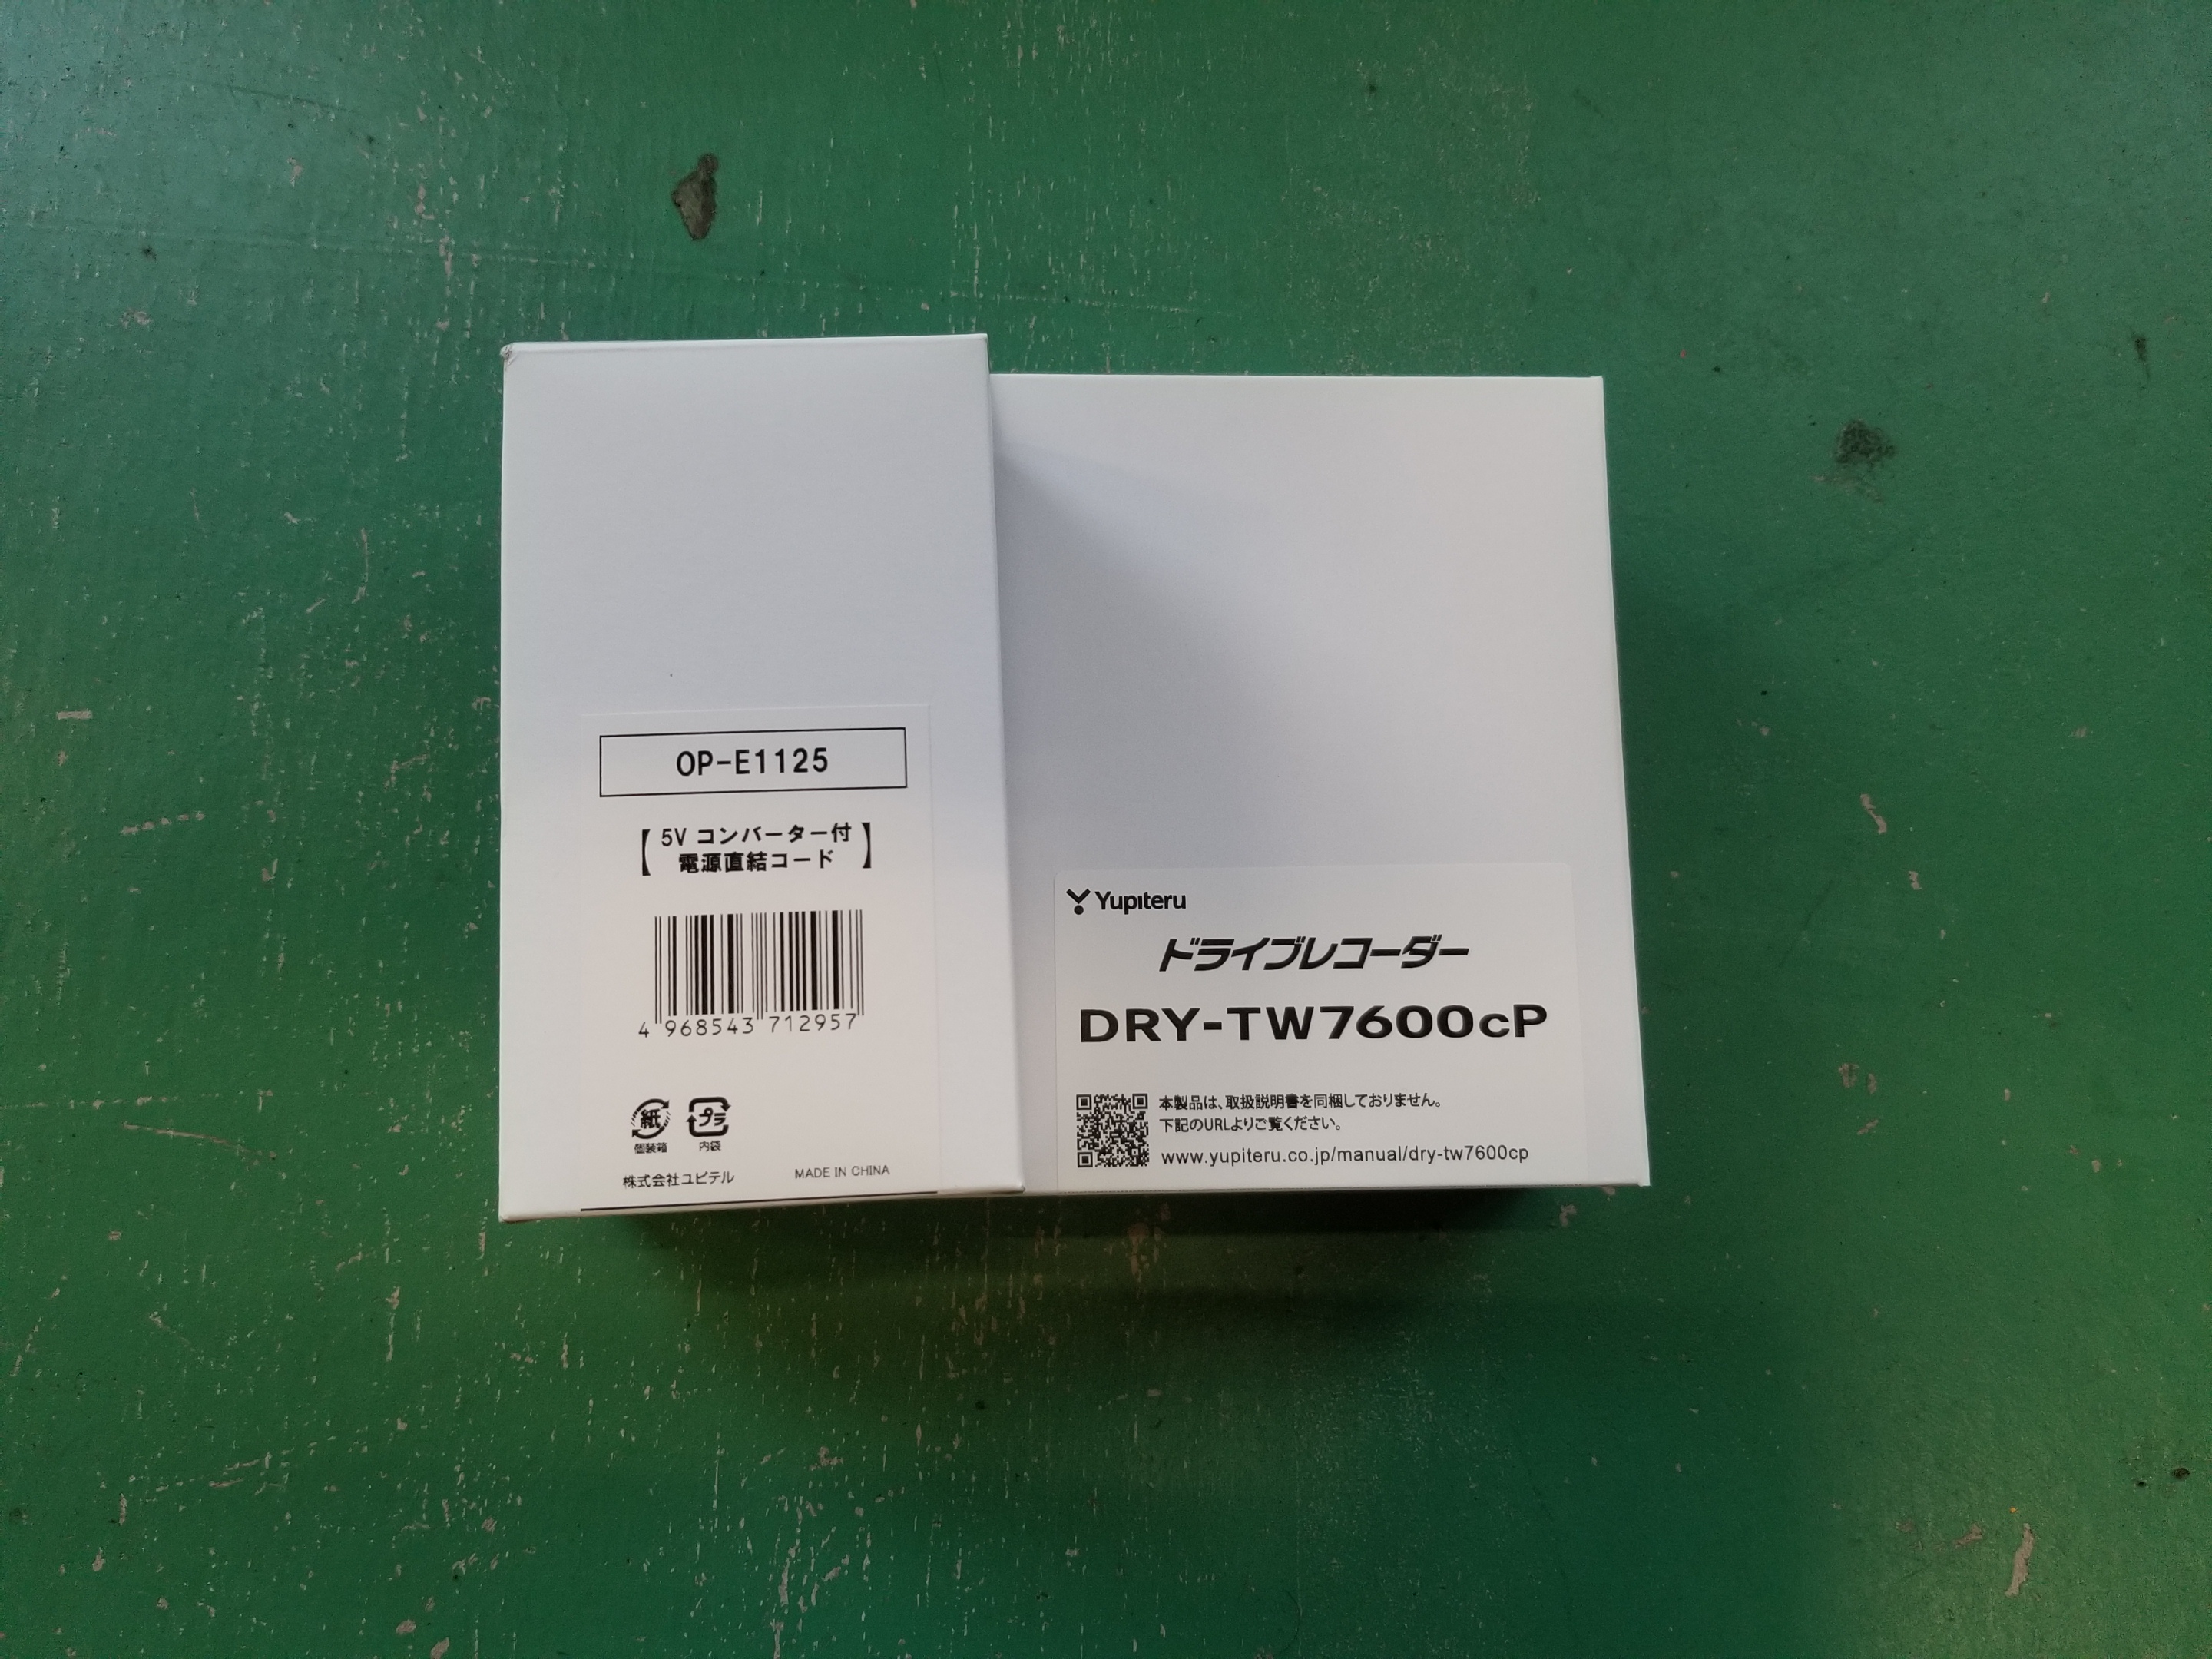 OP-E1125
【5V コンバーター付
電源直結コード】
4 968543 712957
紙
個装箱
プラ
内袋
株式会社ユピテル
MADE IN CHINA
Yupiteru
ドライブレコーダー
DRY-TW7600cP
本製品は、取扱説明書を同梱しておりません。
下記のURLよりご覧ください。
www.yupiteru.co.jp/manual/dry-tw7600cp